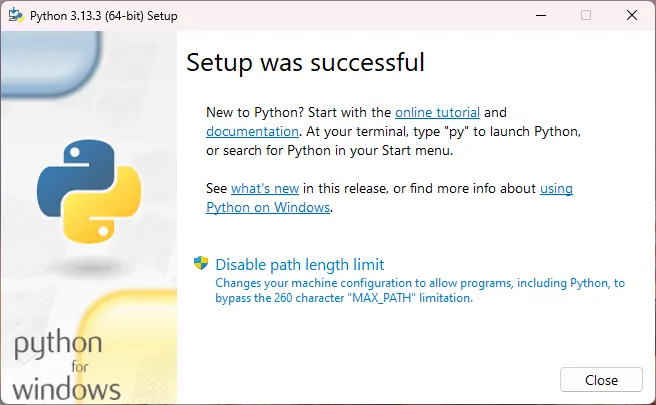 Python 3.13.3 (64-bit) Setup
Setup was successful
New to Python? Start with the online tutorial and
documentation. At your terminal, type "py" to launch Python,
or search for Python in your Start menu.
See what's new in this release, or find more info about using
Python on Windows.
Disable path length limit
Changes your machine configuration to allow programs, including Python, to
bypass the 260 character "MAX_PATH" limitation.
python
for
windows
Close